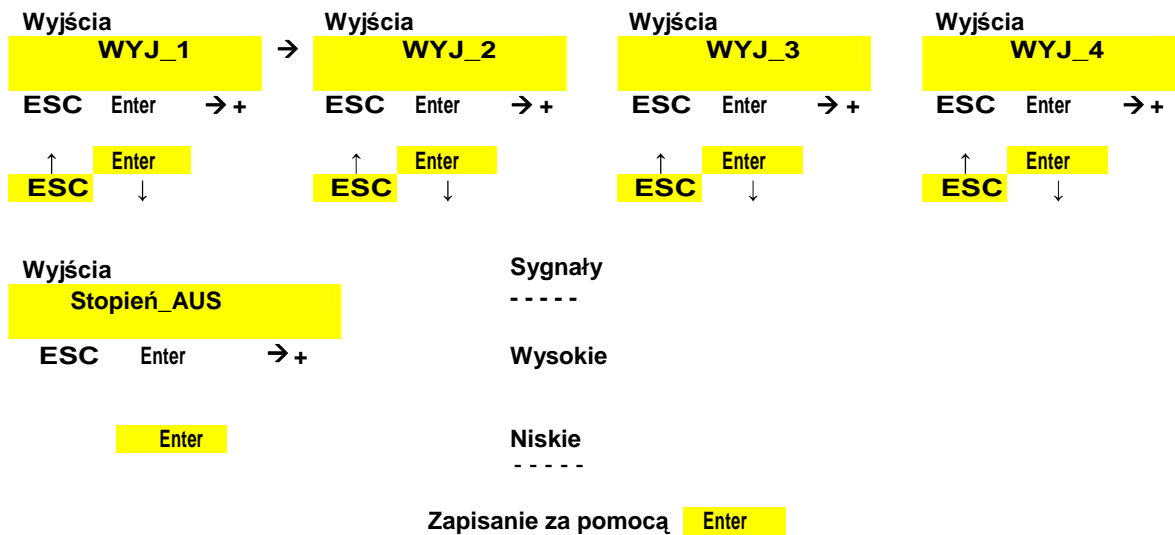 Wyjścia Wyjścia Wyjścia Wyjścia
WYJ_1 → WYJ_2 WYJ_3 WYJ_4
ESC Enter → + ESC Enter → + ESC Enter → + ESC Enter → +
↑ Enter ↑ Enter ↑ Enter ↑ Enter
ESC ↓ ESC ↓ ESC ↓ ESC ↓
Wyjścia Sygnały
Stopień_AUS - - - - -
ESC Enter → + Wysokie
Enter Niskie
- - - - -
Zapisanie za pomocą Enter